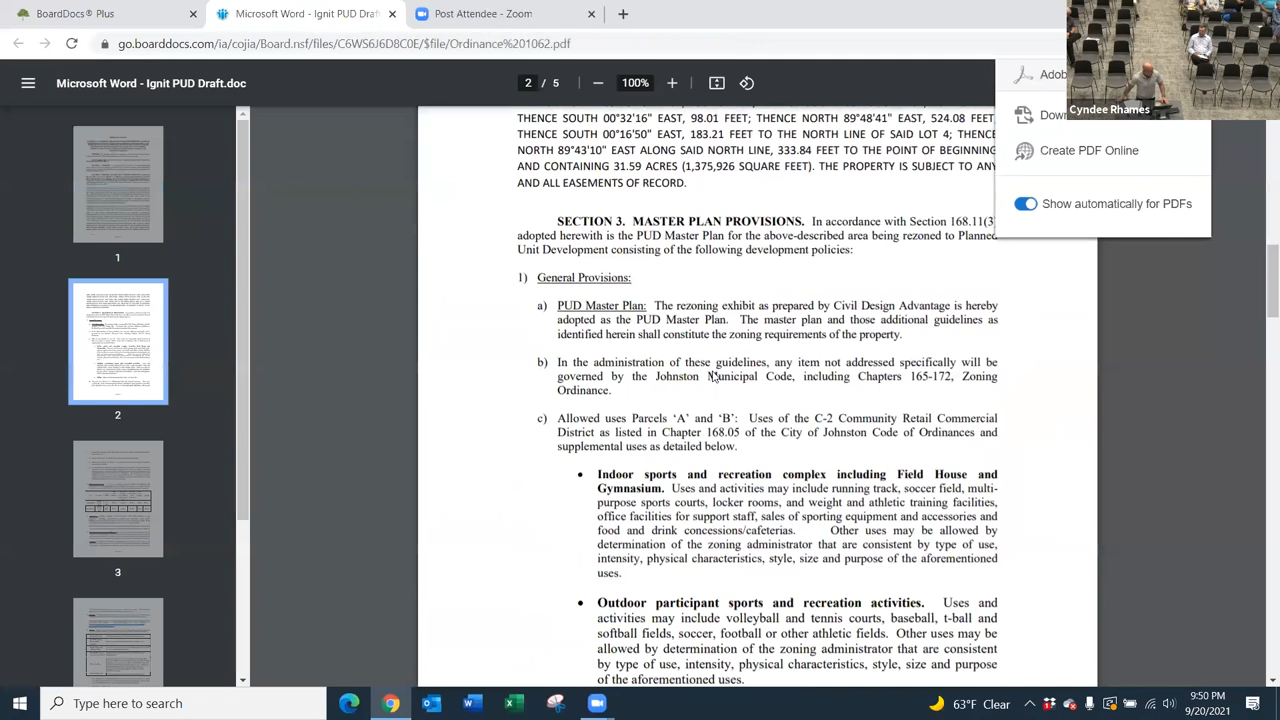 BoardDocs® Plus
Microsoft Word - Ignit PUD Draft
Post Attendee - Zoom
go.boarddocs.com/ia/cojia/Board.nsf/files/C6WS6J6D8C0E/$file/Ordinance%201062.pdf
Microsoft Word - Ignit PUD Draft.doc
2 / 5
100%
Cyndee Rhames
Adob
Dow
Create PDF Online
Show automatically for PDFs
THENCE SOUTH 00°32'16" EAST, 98.01 FEET; THENCE NORTH 89°48'41" EAST, 524.08 FEET
THENCE SOUTH 00°16'50" EAST, 183.21 FEET TO THE NORTH LINE OF SAID LOT 4; THENCE
NORTH 89°43'10" EAST ALONG SAID NORTH LINE, 333.84 FEET TO THE POINT OF BEGINNING
AND CONTAINING 31.59 ACRES (1,375,926 SQUARE FEET). THE PROPERTY IS SUBJECT TO ANY
AND ALL EASEMENTS OF RECORD.
SECTION 3. MASTER PLAN PROVISIONS. In accordance with Section 168.11(3)
adopted herewith is the PUD Master Plan for the above-described area being rezoned to Planned
Unit Development consisting of the following development policies:
1) General Provisions:
a) PUD Master Plan: The rezoning exhibit as prepared by Civil Design Advantage is hereby
adopted as the PUD Master Plan. The master plan and those additional guidelines as
identified herein shall constitute the zoning requirements of the property.
b) In the administration of these guidelines, any item not addressed specifically will be
governed by the Johnston Municipal Code, including Chapters 165-172, Zoning
Ordinance.
c) Allowed uses Parcels ‘A’ and ‘B’: Uses of the C-2 Community Retail Commercial
District as listed in Chapter 168.05 of the City of Johnston Code of Ordinances and
supplemental uses as detailed below.
• Indoor sports and recreation complex including Field House and
Gymnasium. Uses and activities may include running track, soccer field, multi-
purpose sports courts, locker rooms, and weight and athletic training facilities,
office facilities for support staff, sales of sporting equipment and accessories and
food and drink concessions/cafeterias. Other uses may be allowed by
determination of the zoning administrator that are consistent by type of use,
intensity, physical characteristics, style, size and purpose of the aforementioned
uses.
• Outdoor participant sports and recreation activities. Uses and
activities may include volleyball and tennis courts, baseball, t-ball and
softball fields, soccer, football or other athletic fields. Other uses may be
allowed by determination of the zoning administrator that are consistent
by type of use, intensity, physical characteristics, style, size and purpose
of the aforementioned uses.
1
2
3
Type here to search
63°F Clear
9:50 PM
9/20/2021